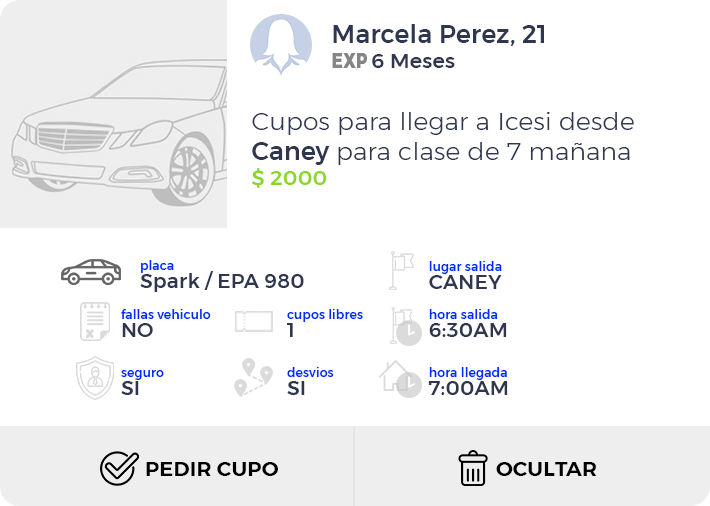 Marcela Perez, 21
EXP 6 Meses
Cupos para llegar a Icesi desde
Caney para clase de 7 mañana
$ 2000
placa
Spark / EPA 980
lugar salida
CANEY
fallas vehiculo
NO
cupos libres
1
hora salida
6:30AM
seguro
SI
desvios
SI
hora llegada
7:00AM
PEDIR CUPO
OCULTAR